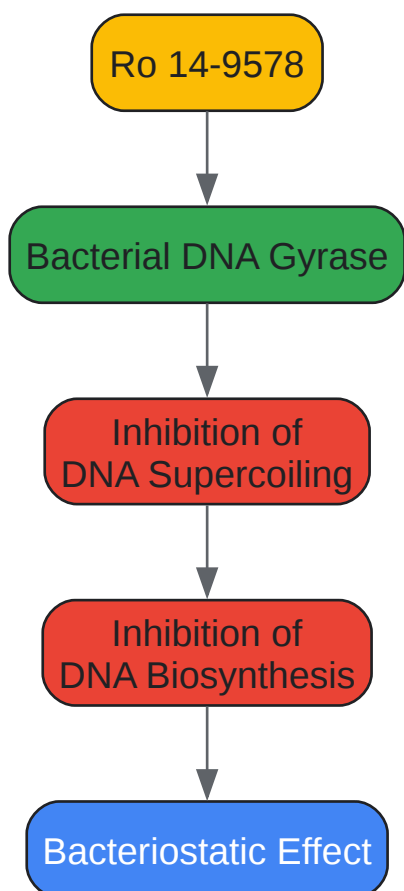 Ro 14-9578
Bacterial DNA Gyrase
Inhibition of
DNA Supercoiling
Inhibition of
DNA Biosynthesis
Bacteriostatic Effect